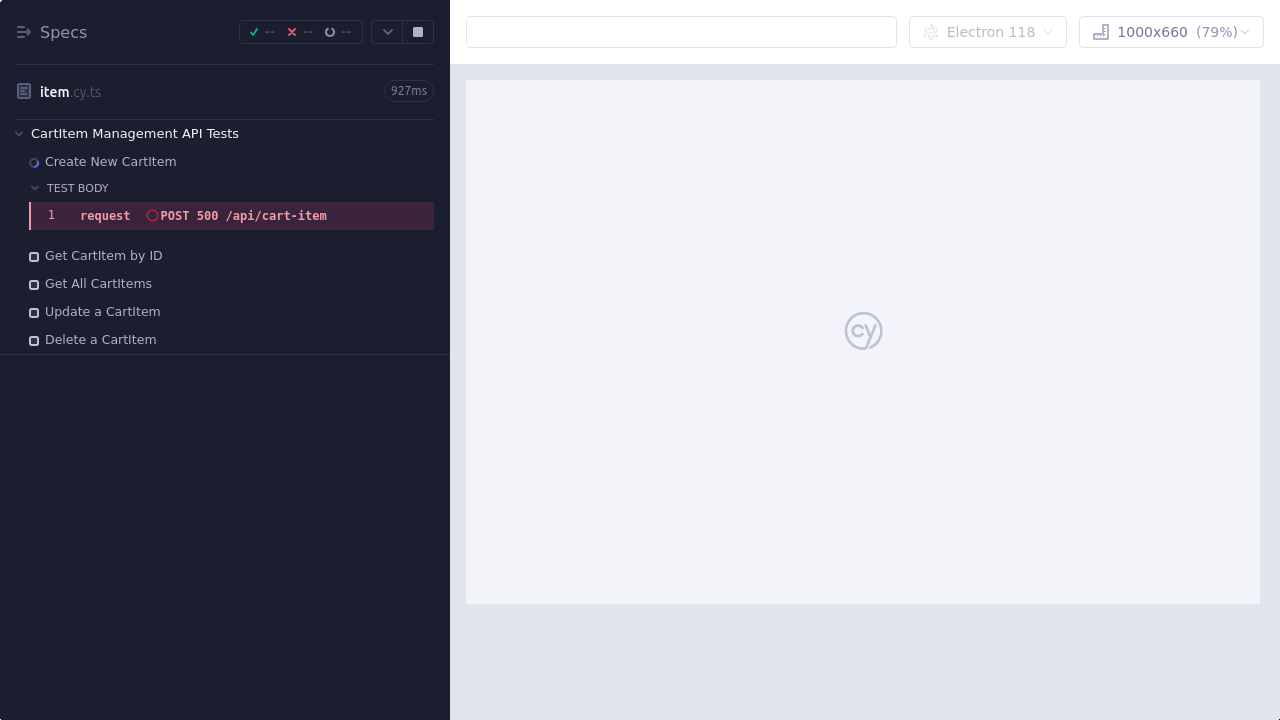 Specs
-- -- --
item.cy.ts
927ms
CartItem Management API Tests
Create New CartItem
TEST BODY
1 request POST 500 /api/cart-item
Get CartItem by ID
Get All CartItems
Update a CartItem
Delete a CartItem
Electron 118
1000x660 (79%)
cy